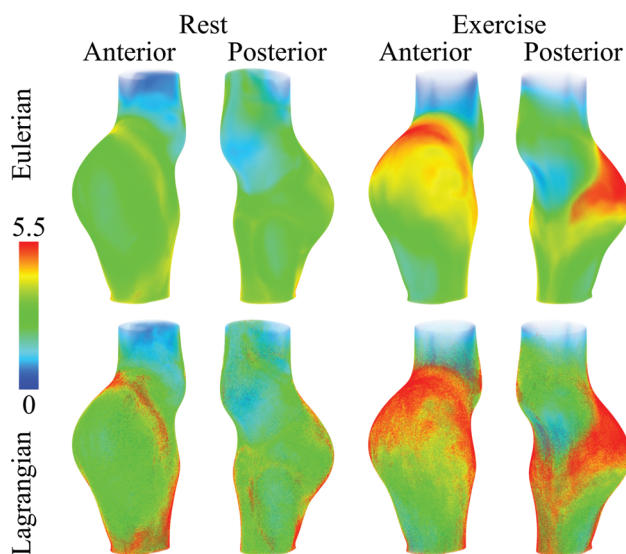 Rest
Exercise
Anterior Posterior Anterior Posterior
Eulerian
5.5
0
Lagrangian